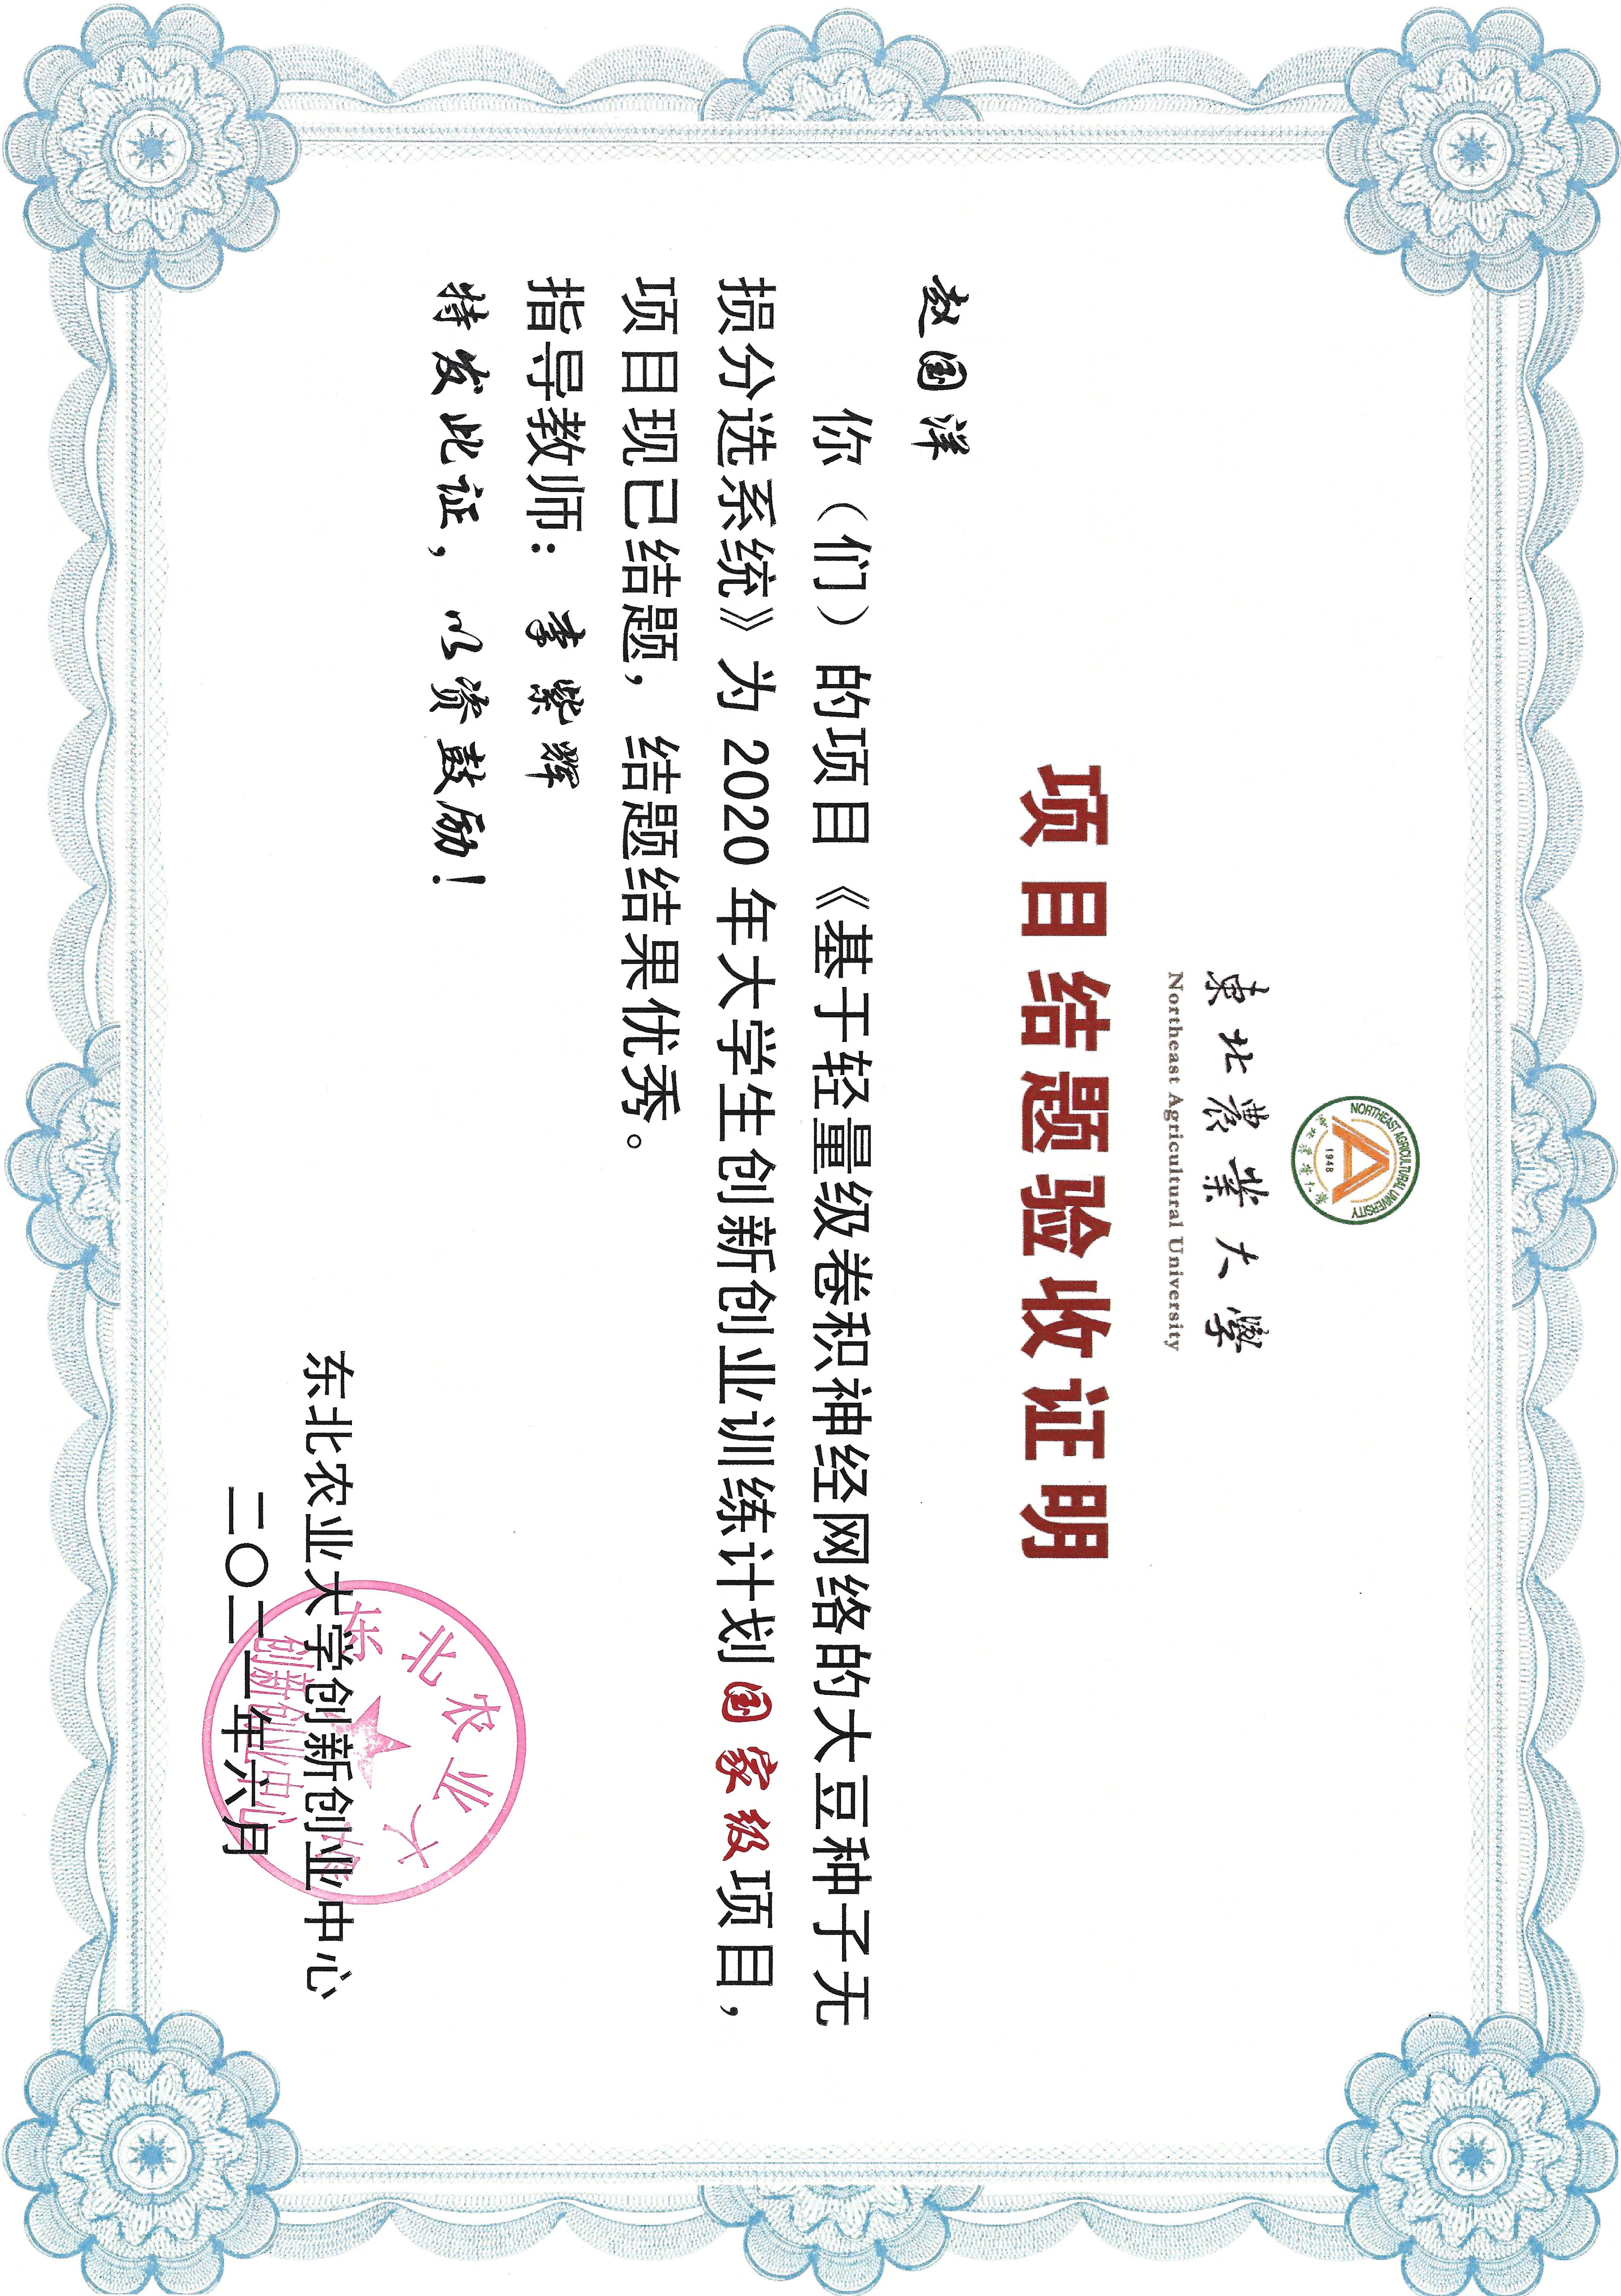 NORTHEAST AGRICULTURAL UNIVERSITY
1948
東北農業大學
東北農業大學
Northeast Agricultural University
项目结题验收证明
赵国洋
你（们）的项目《基于轻量级卷积神经网络的大豆种子无
损分选系统》为 2020 年大学生创新创业训练计划国家级项目，
项目现已结题，结题结果优秀。
指导教师：李紫辉
特发此证，以资鼓励！
东北农业大学
创新创业中心
东北农业大学创新创业中心
二〇二一年六月